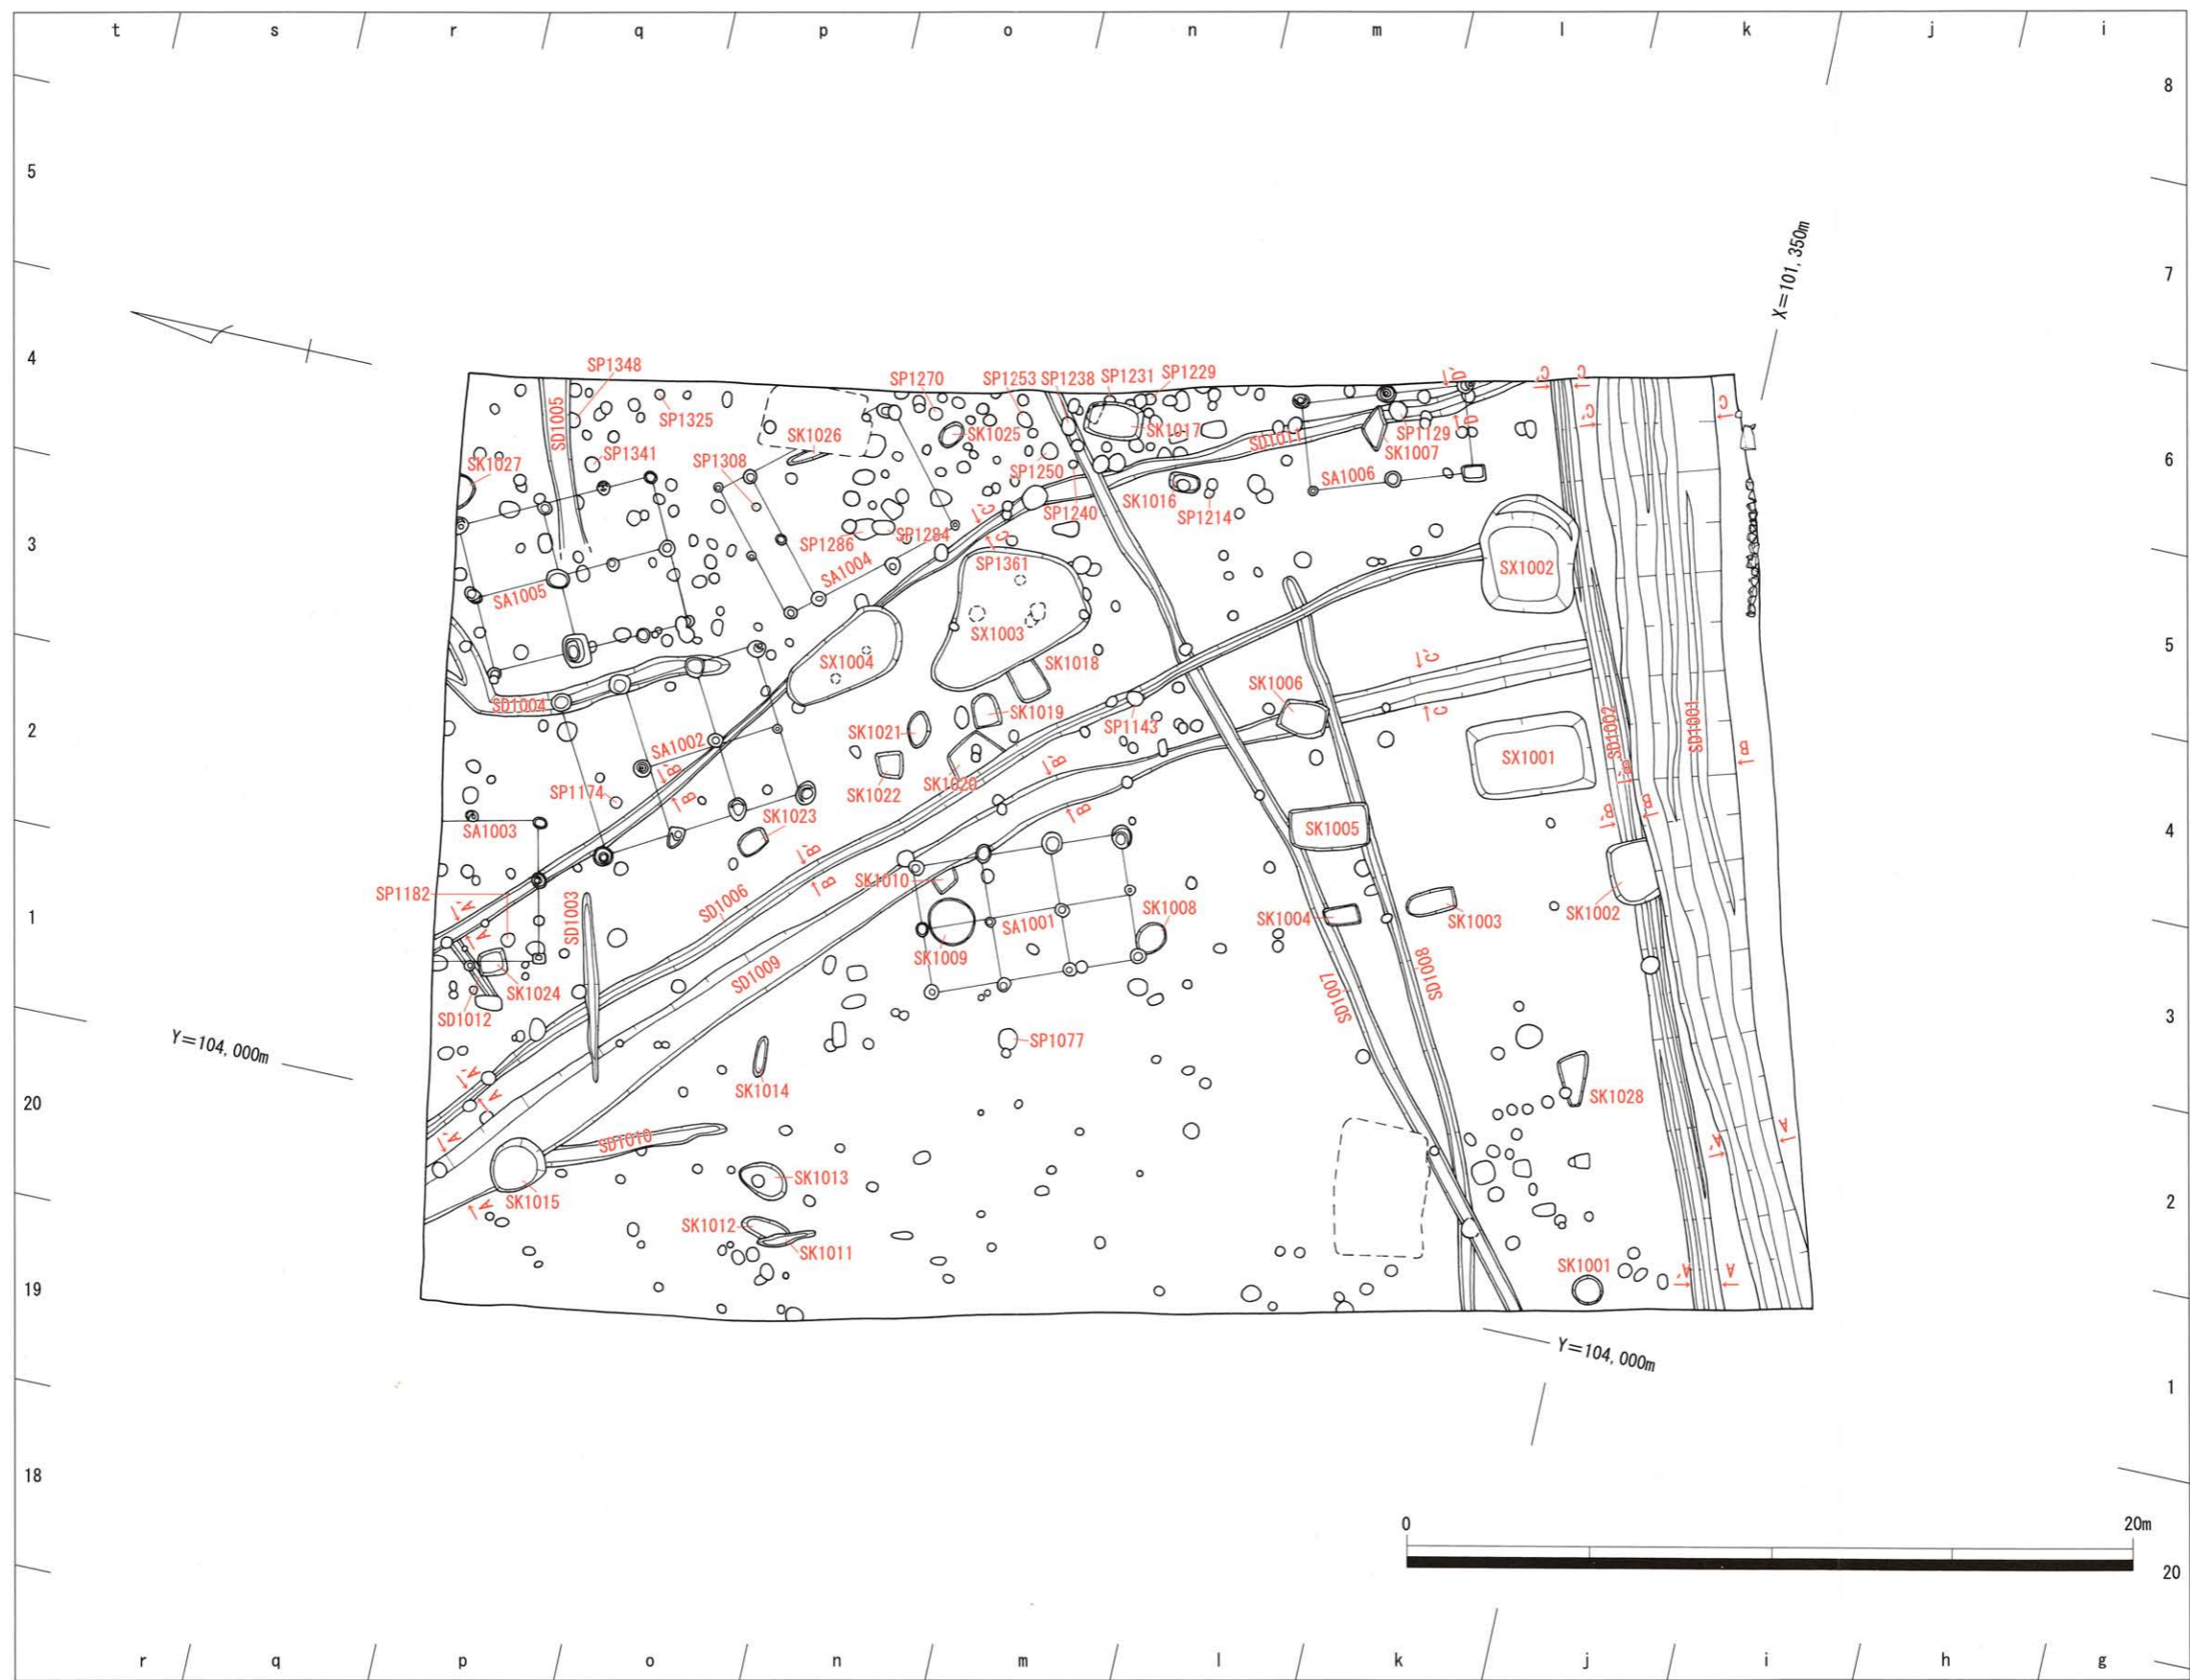 t s r q p o n m l k j i
8
5
X=101,350m
7
4
SP1348
SP1270 SP1253 SP1238 SP1231 SP1229
C' C C'
D'
SP1325
SD1005
SK1026
SK1025
SK1017
SD1011
SP1129
D
C'
C
SK1007
SP1341
SK1027
SP1308
SP1250
6
SA1006
SK1016
SP1214
SP1240
C'
C
SP1286
SP1284
3
SP1361
SX1002
SA1004
SA1005
SX1003
SX1004
SK1018
5
C'
C
SK1006
SD1004
SK1019
SP1143
SD1002
SD1001
2
SK1021
SA1002
B'
B
SK1020
SK1022
B'
B
SX1001
B
B'
SP1174
SK1023
SA1003
SK1005
B'
B
4
B'
B
SK1010
SP1182
SD1006
SD1003
1
A'
A
SA1001
SK1008
SK1004
SK1003
SK1002
SK1009
SD1009
SK1024
SD1012
SD1007
SD1008
3
Y=104,000m
SP1077
SK1014
A'
A
SK1028
20
A'
SD1010
A
A'
SK1013
SK1015
A
2
SK1012
SK1011
SK1001
A'
A
19
Y=104,000m
1
18
0 20m
20
r q p o n m l k j i h g